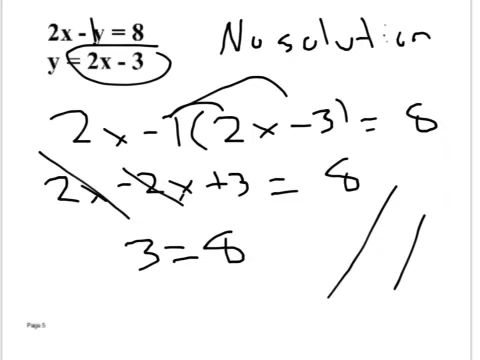 2x - y = 8
y = 2x - 3
No solution
2x - 1(2x - 3) = 8
2x - 2x + 3 = 8
3 = 8
Page 5